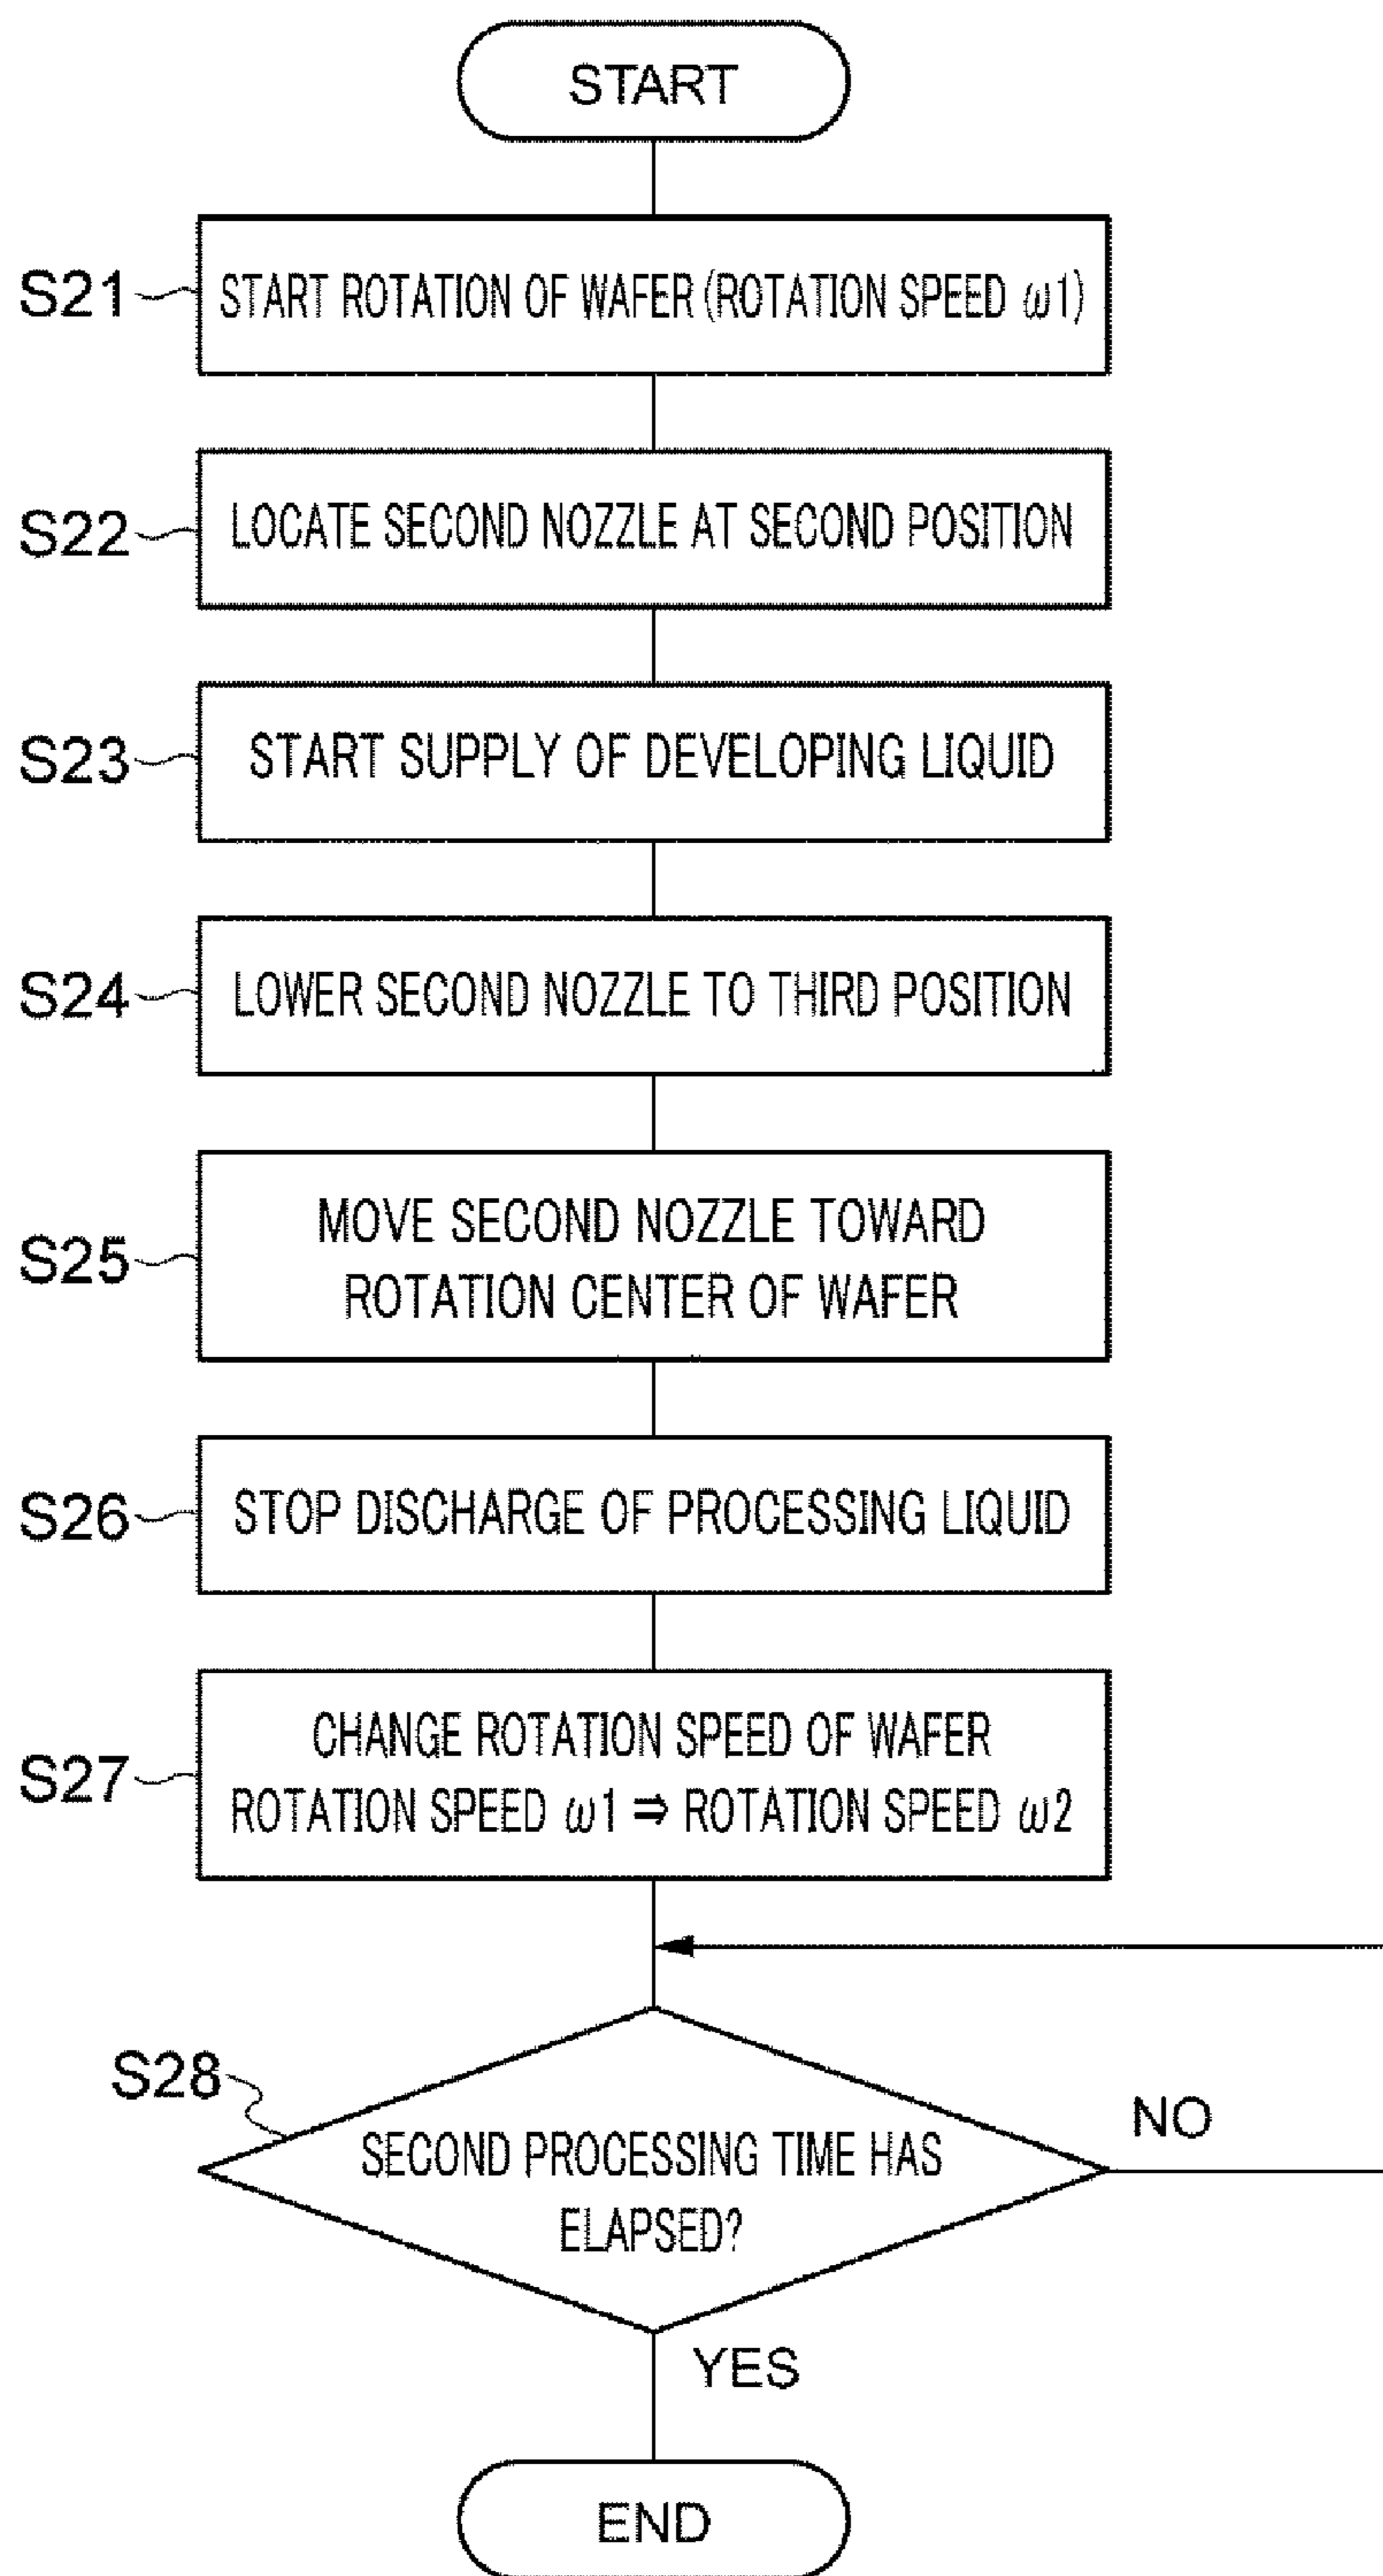 START
S21
START ROTATION OF WAFER (ROTATION SPEED ω1)
S22
LOCATE SECOND NOZZLE AT SECOND POSITION
S23
START SUPPLY OF DEVELOPING LIQUID
S24
LOWER SECOND NOZZLE TO THIRD POSITION
S25
MOVE SECOND NOZZLE TOWARD
ROTATION CENTER OF WAFER
S26
STOP DISCHARGE OF PROCESSING LIQUID
S27
CHANGE ROTATION SPEED OF WAFER
ROTATION SPEED ω1 ⇒ ROTATION SPEED ω2
S28
SECOND PROCESSING TIME HAS
ELAPSED?
NO
YES
END